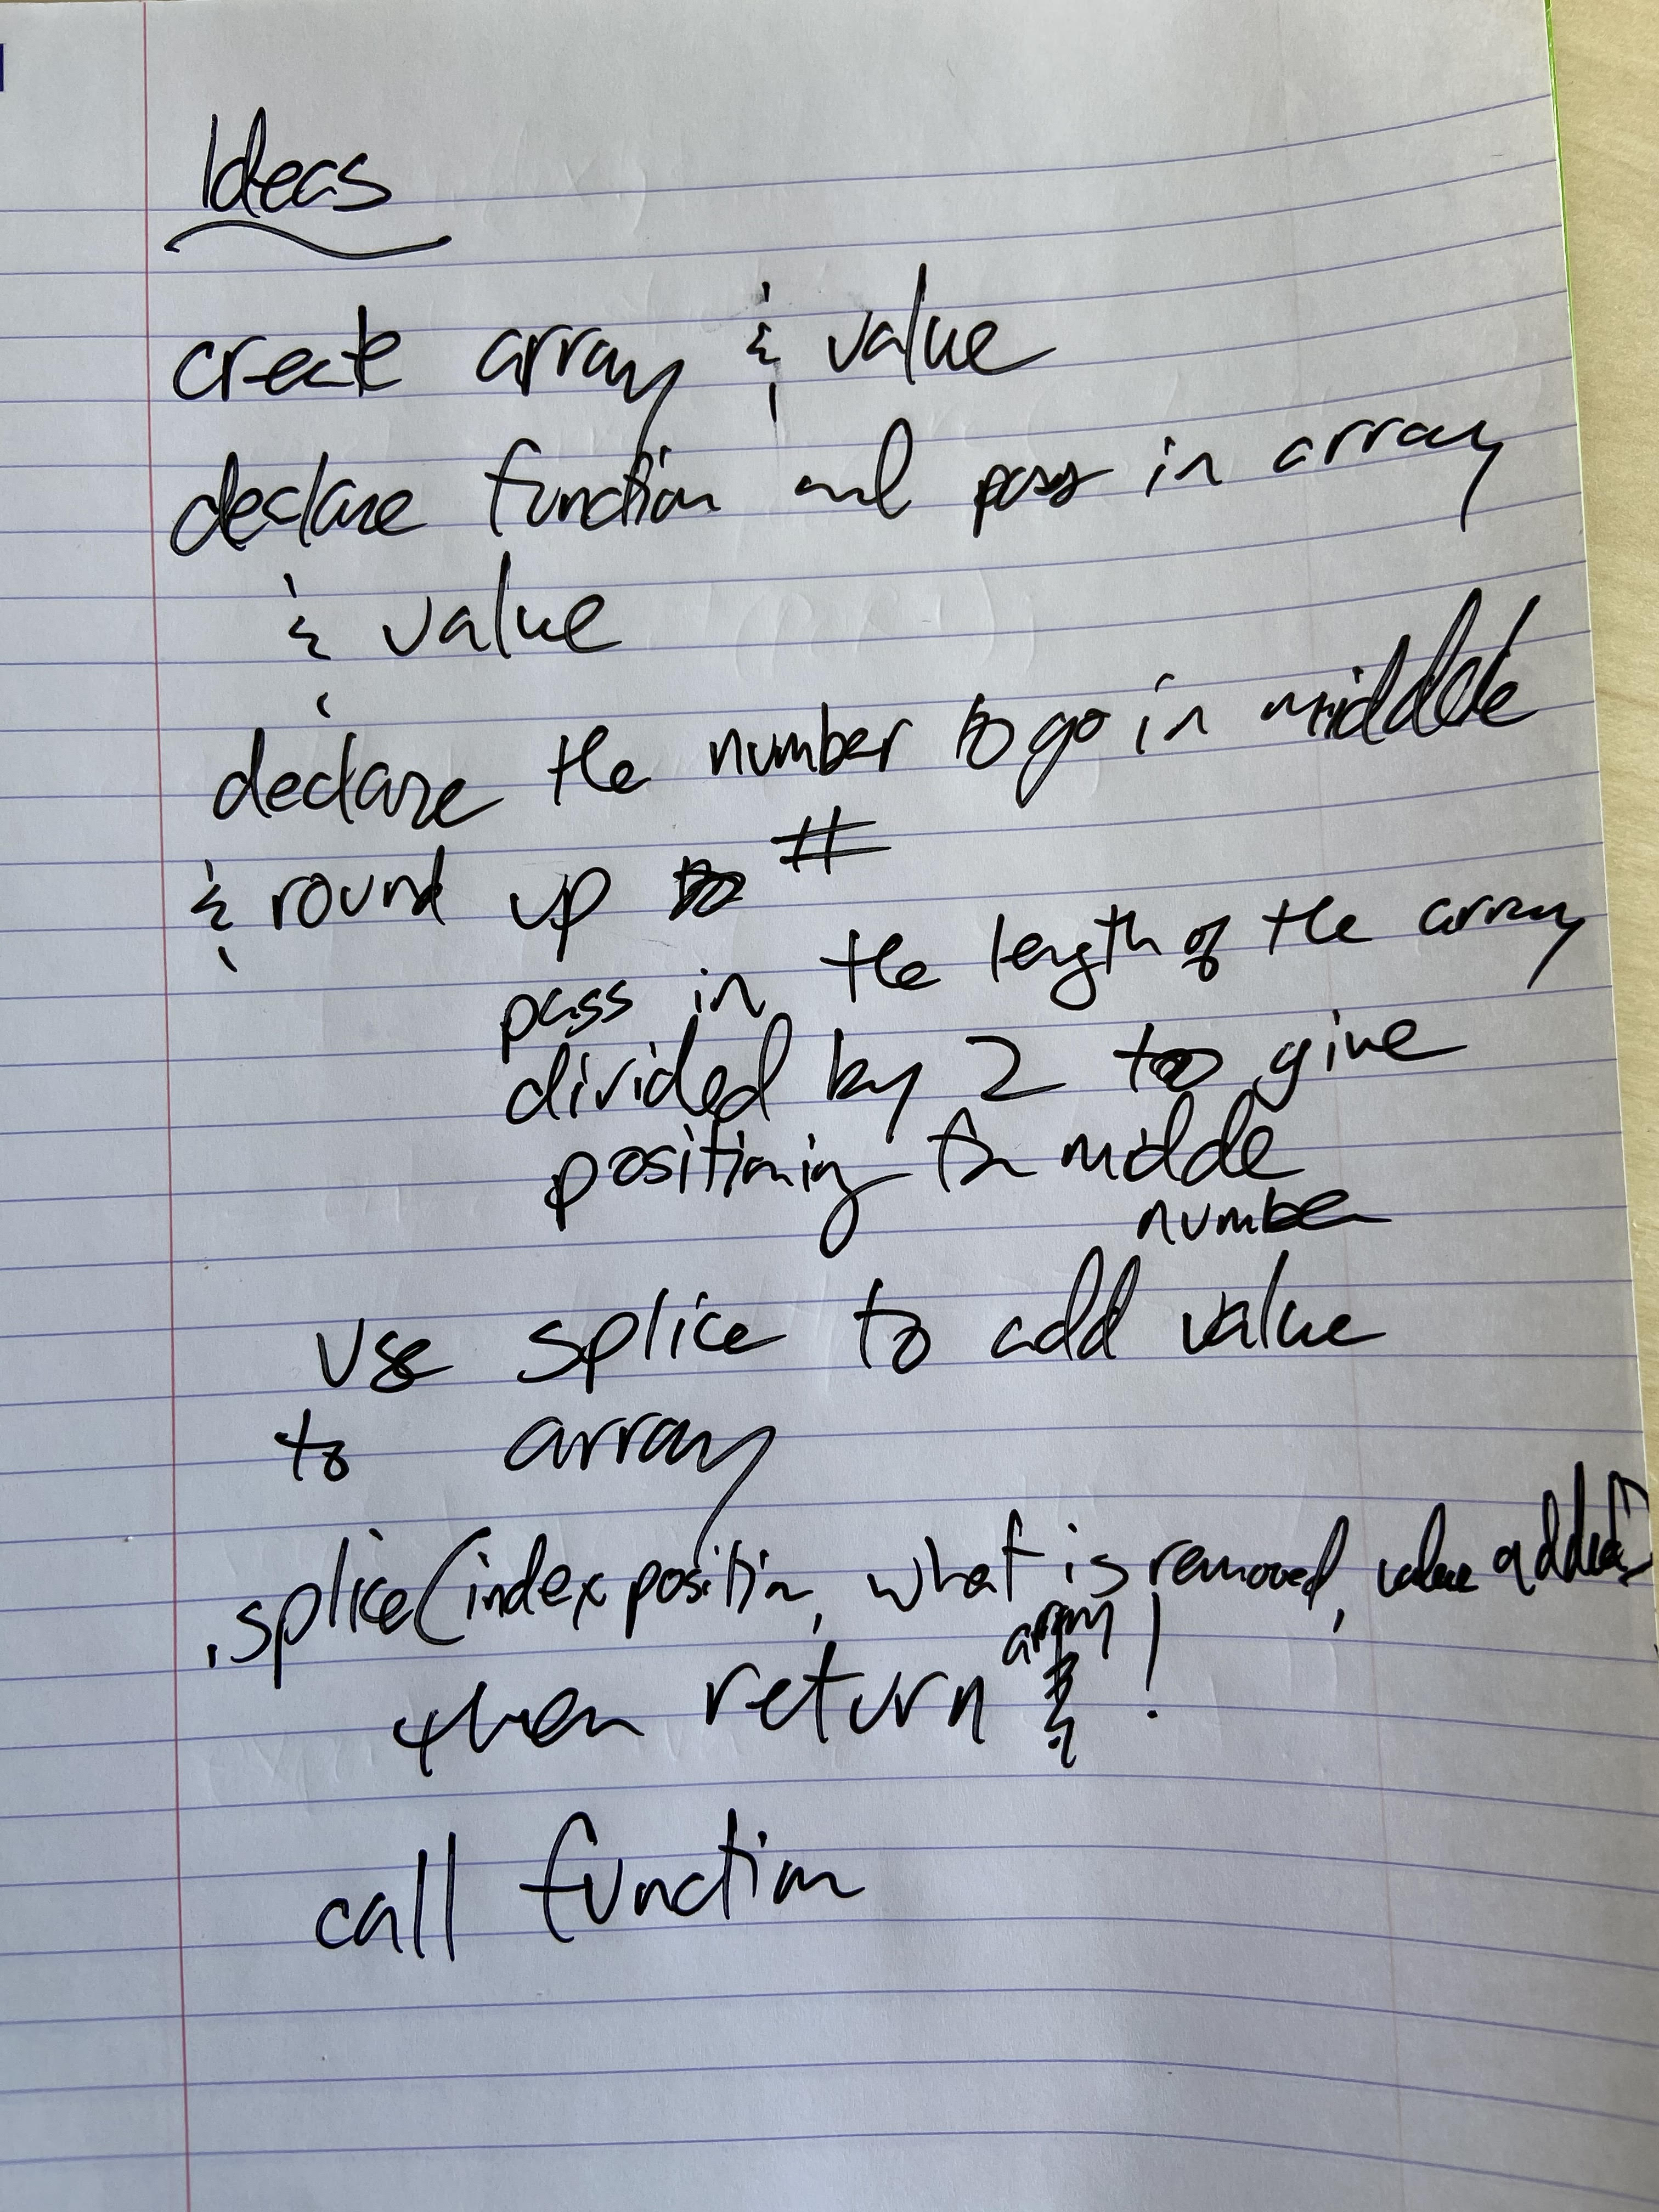 Ideas
create array & value
declare function and pass in array
& value
declare the number to go in middle
& round up to #
pass in the length of the array
divided by 2 to give
positioning for middle
number
use splice to add value
to array
.splice(index position, what is removed, value added)
array
then return !
call function